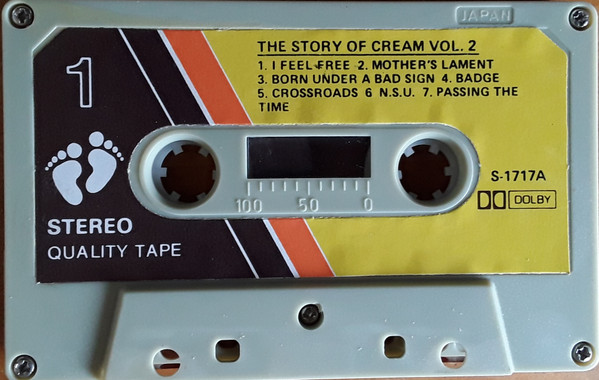 JAPAN
1
THE STORY OF CREAM VOL. 2
1. I FEEL FREE 2. MOTHER'S LAMENT
3. BORN UNDER A BAD SIGN 4. BADGE
5. CROSSROADS 6 N.S.U. 7. PASSING THE
TIME
S-1717A
DOLBY
100 50 0
STEREO
QUALITY TAPE